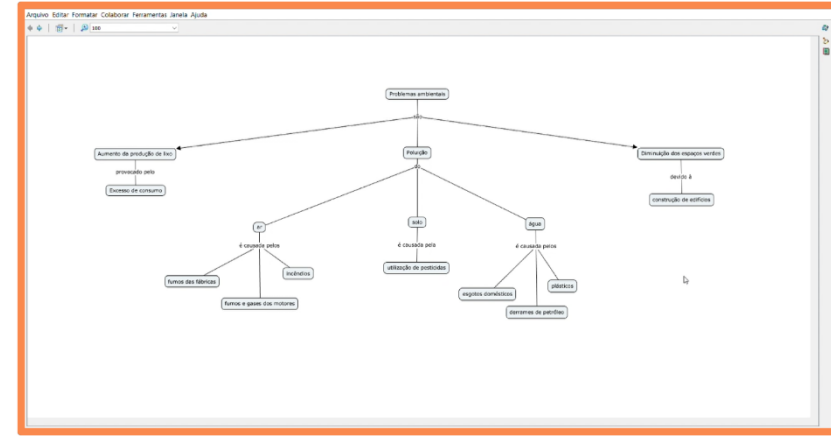 Arquivo Editar Formatar Colaborar Ferramentas Janela Ajuda
100
Problemas ambientais
são
Aumento da produção de lixo
Poluição
Diminuição dos espaços verdes
provocado pelo
devido à
Excesso de consumo
construção de edifícios
ar
solo
água
é causada pelos
é causada pela
é causada pelos
fumos das fábricas
incêndios
utilização de pesticidas
esgotos domésticos
plásticos
fumos e gases dos motores
derrames de petróleo